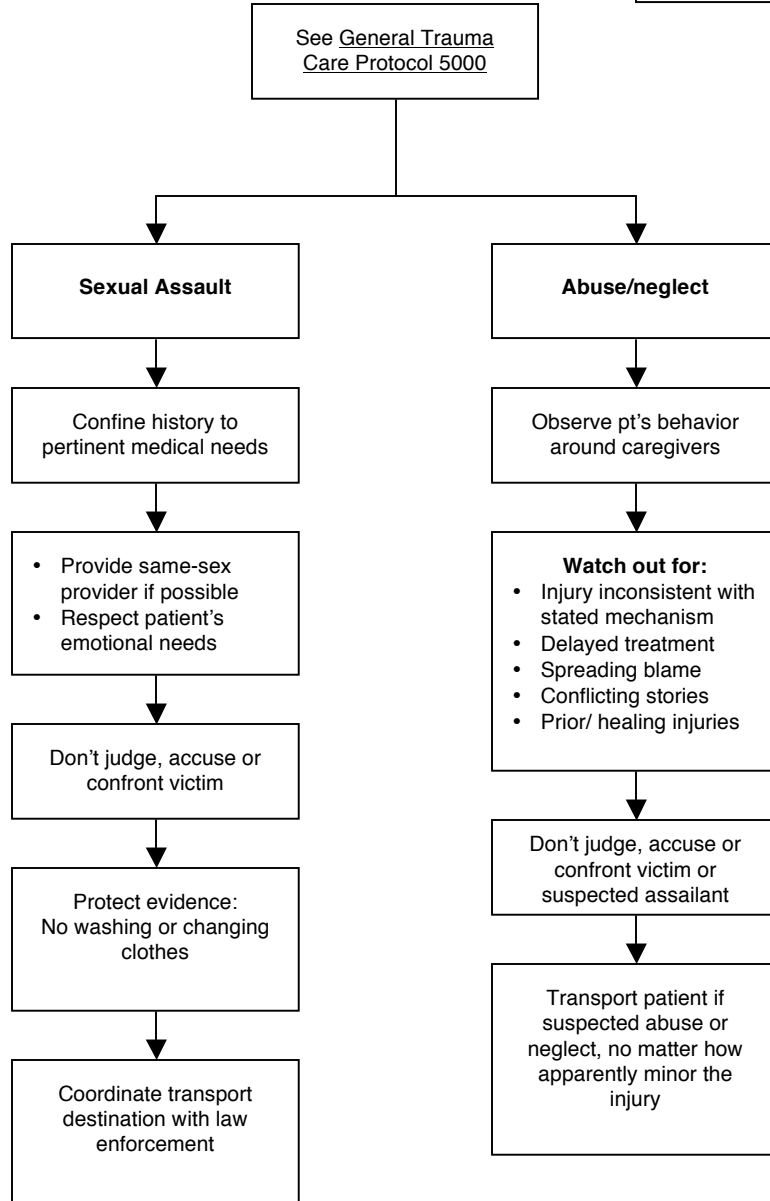 See General Trauma
Care Protocol 5000
Sexual Assault
Confine history to
pertinent medical needs
• Provide same-sex
provider if possible
• Respect patient's
emotional needs
Don't judge, accuse or
confront victim
Protect evidence:
No washing or changing
clothes
Coordinate transport
destination with law
enforcement
Abuse/neglect
Observe pt's behavior
around caregivers
Watch out for:
• Injury inconsistent with
stated mechanism
• Delayed treatment
• Spreading blame
• Conflicting stories
• Prior/ healing injuries
Don't judge, accuse or
confront victim or
suspected assailant
Transport patient if
suspected abuse or
neglect, no matter how
apparently minor the
injury